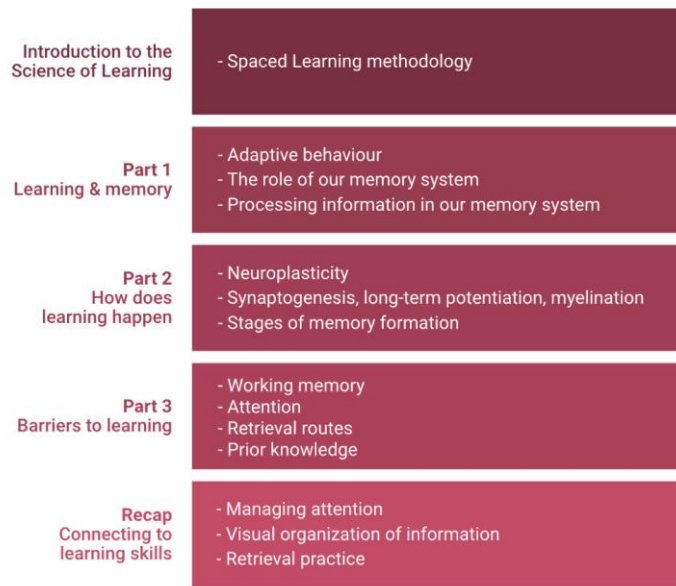 Introduction to the
Science of Learning
- Spaced Learning methodology
Part 1
Learning & memory
- Adaptive behaviour
- The role of our memory system
- Processing information in our memory system
Part 2
How does
learning happen
- Neuroplasticity
- Synaptogenesis, long-term potentiation, myelination
- Stages of memory formation
Part 3
Barriers to learning
- Working memory
- Attention
- Retrieval routes
- Prior knowledge
Recap
Connecting to
learning skills
- Managing attention
- Visual organization of information
- Retrieval practice